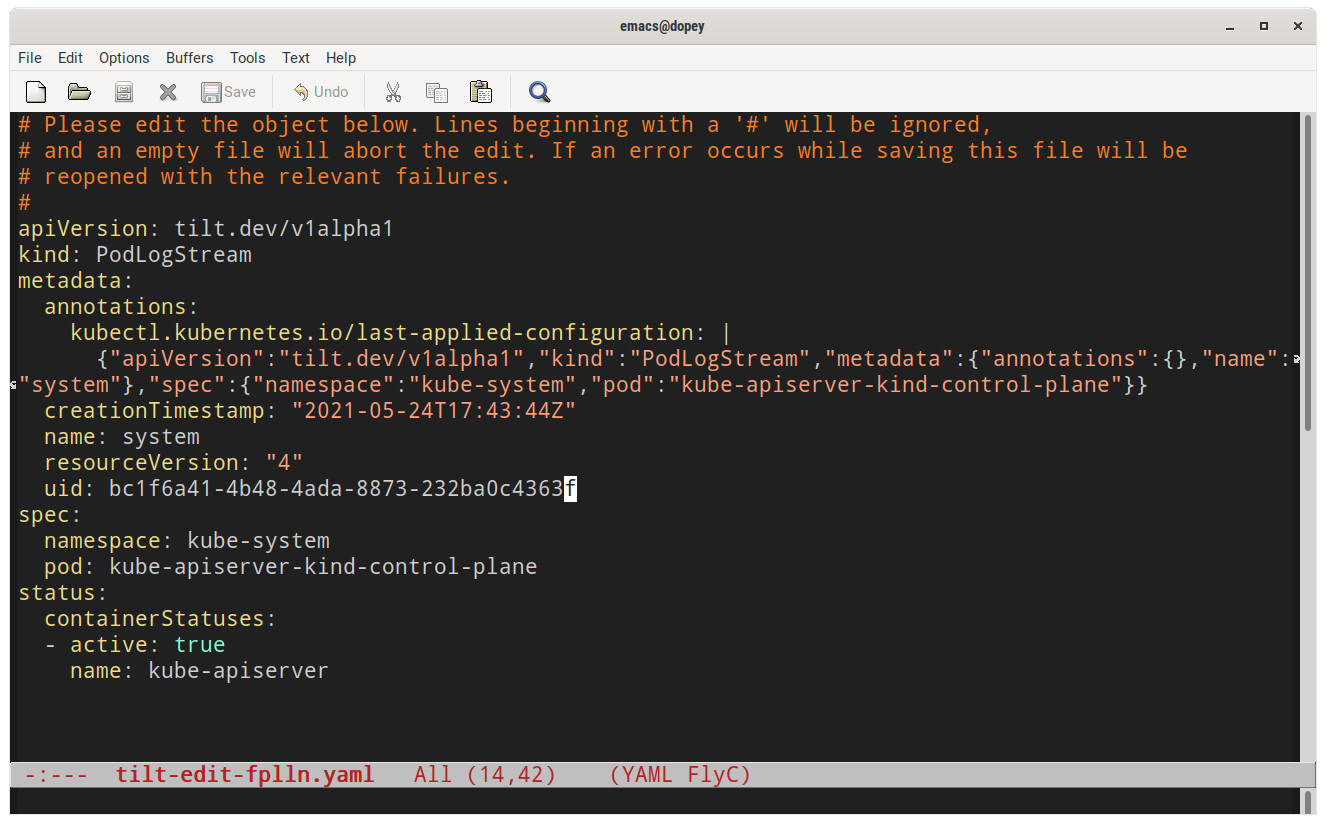 emacs@dopey
File Edit Options Buffers Tools Text Help
Save Undo
# Please edit the object below. Lines beginning with a '#' will be ignored,
# and an empty file will abort the edit. If an error occurs while saving this file will be
# reopened with the relevant failures.
#
apiVersion: tilt.dev/v1alpha1
kind: PodLogStream
metadata:
  annotations:
    kubectl.kubernetes.io/last-applied-configuration: |
      {"apiVersion":"tilt.dev/v1alpha1","kind":"PodLogStream","metadata":{"annotations":{},"name":
"system"},"spec":{"namespace":"kube-system","pod":"kube-apiserver-kind-control-plane"}}
  creationTimestamp: "2021-05-24T17:43:44Z"
  name: system
  resourceVersion: "4"
  uid: bc1f6a41-4b48-4ada-8873-232ba0c4363f
spec:
  namespace: kube-system
  pod: kube-apiserver-kind-control-plane
status:
  containerStatuses:
  - active: true
    name: kube-apiserver
-:--- tilt-edit-fplln.yaml All (14,42) (YAML FlyC)